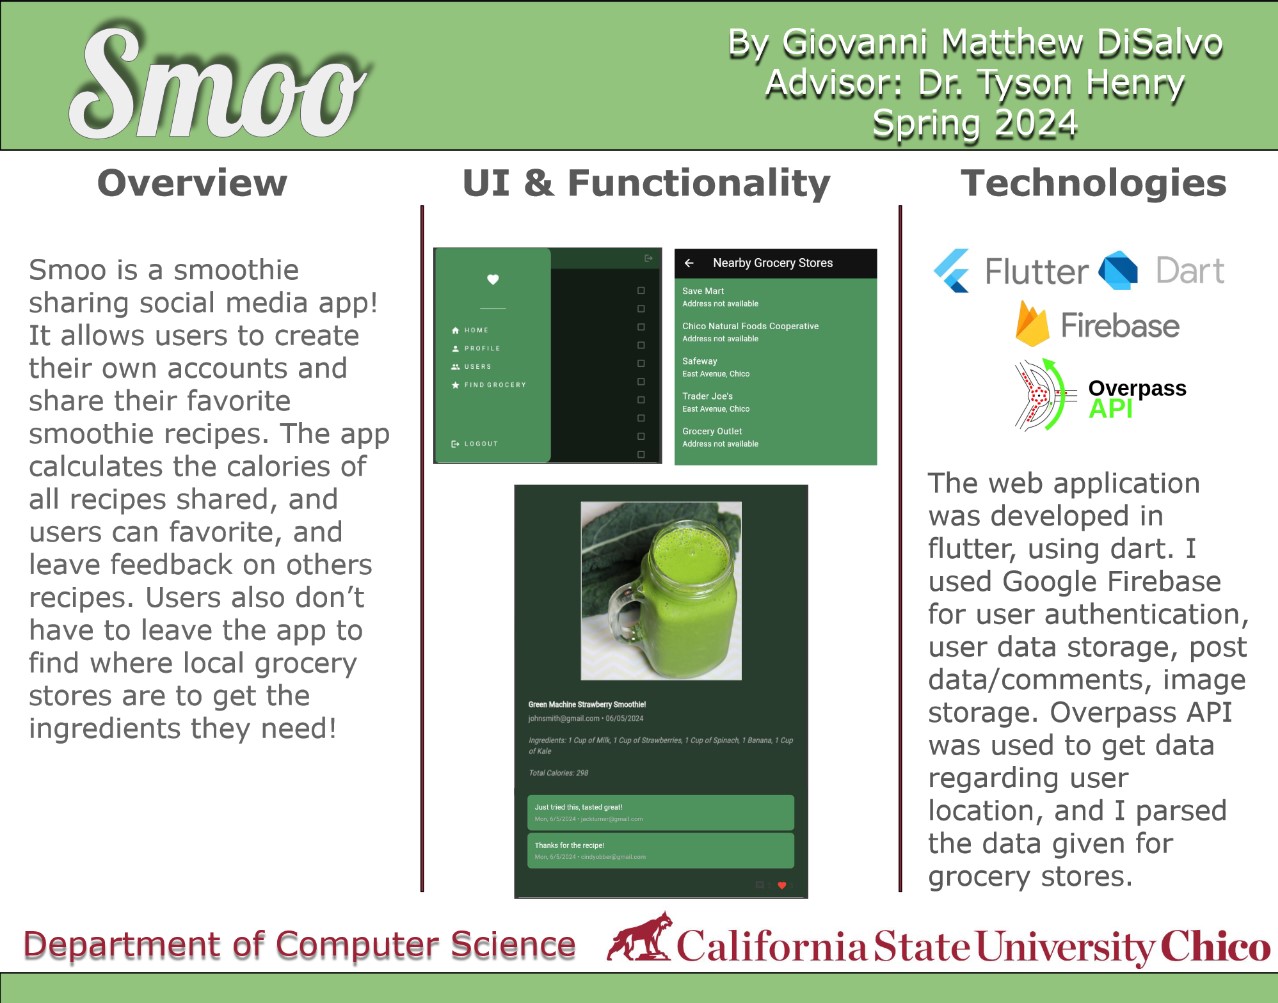 Smoo
By Giovanni Matthew DiSalvo
Advisor: Dr. Tyson Henry
Spring 2024
Overview
Smoo is a smoothie
sharing social media app!
It allows users to create
their own accounts and
share their favorite
smoothie recipes. The app
calculates the calories of
all recipes shared, and
users can favorite, and
leave feedback on others
recipes. Users also don’t
have to leave the app to
find where local grocery
stores are to get the
ingredients they need!
UI & Functionality
HOME
PROFILE
USERS
FIND GROCERY
LOGOUT
Nearby Grocery Stores
Save Mart
Address not available
Chico Natural Foods Cooperative
Address not available
Safeway
East Avenue, Chico
Trader Joe's
East Avenue, Chico
Grocery Outlet
Address not available
Green Machine Strawberry Smoothie!
johnsmith@gmail.com • 06/05/2024
Ingredients: 1 Cup of Milk, 1 Cup of Strawberries, 1 Cup of Spinach, 1 Banana, 1 Cup
of Kale
Total Calories: 298
Just tried this, tasted great!
Mon, 6/5/2024 •
Thanks for the recipe!
Mon, 6/5/2024 •
Technologies
Flutter Dart
Firebase
Overpass
API
The web application
was developed in
flutter, using dart. I
used Google Firebase
for user authentication,
user data storage, post
data/comments, image
storage. Overpass API
was used to get data
regarding user
location, and I parsed
the data given for
grocery stores.
Department of Computer Science
California State University Chico